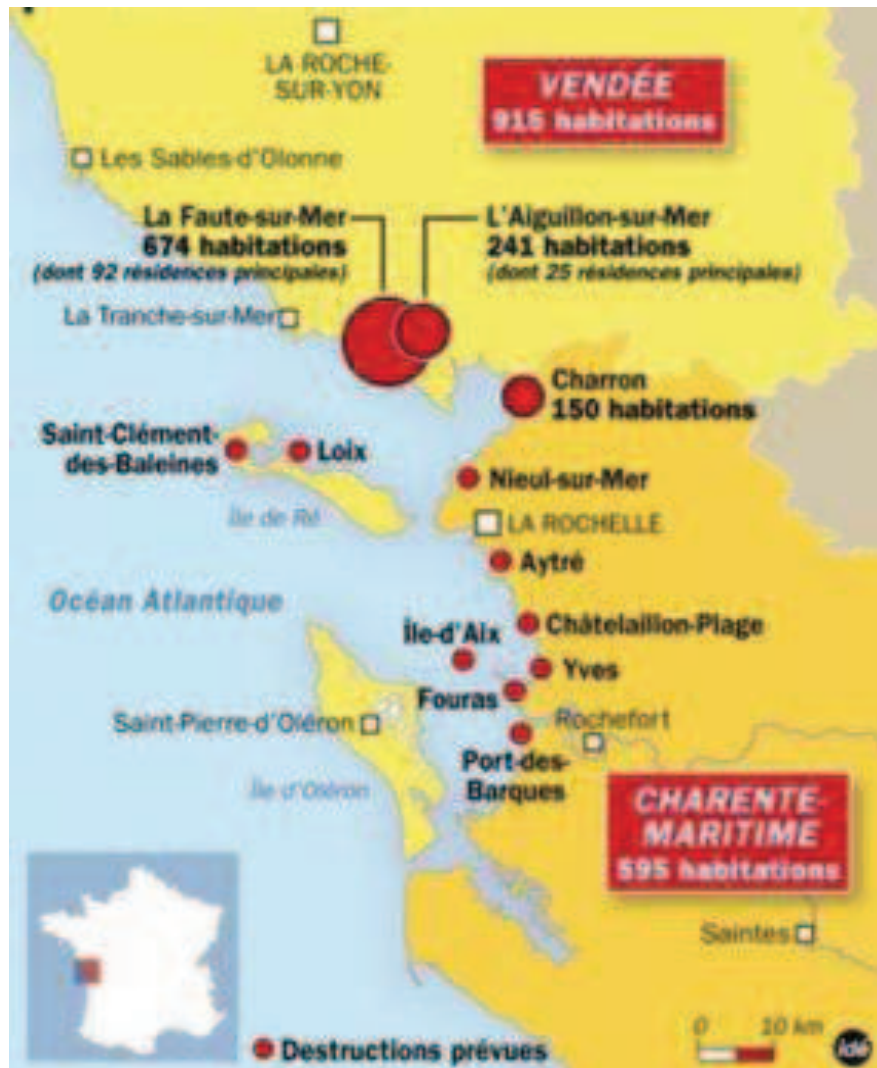 LA ROCHE-
SUR-YON
VENDÉE
915 habitations
Les Sables-d'Olonne
La Faute-sur-Mer
674 habitations
(dont 92 résidences principales)
L'Aiguillon-sur-Mer
241 habitations
(dont 25 résidences principales)
La Tranche-sur-Mer
Charron
150 habitations
Saint-Clément-
des-Baleines
Loix
Nieul-sur-Mer
Île de Ré
LA ROCHELLE
Aytré
Océan Atlantique
Châtelaillon-Plage
Île-d'Aix
Yves
Fouras
Rochefort
Saint-Pierre-d'Oléron
Port-des-
Barques
Île d'Oléron
CHARENTE-
MARITIME
595 habitations
Saintes
0 10 km
Destructions prévues
idé